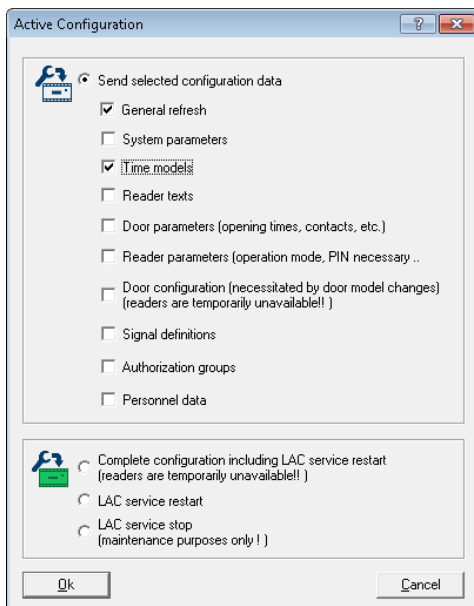 Active Configuration
Send selected configuration data
General refresh
System parameters
Time models
Reader texts
Door parameters (opening times, contacts, etc.)
Reader parameters (operation mode, PIN necessary ..
Door configuration (necessitated by door model changes)
(readers are temporarily unavailable!! )
Signal definitions
Authorization groups
Personnel data
Complete configuration including LAC service restart
(readers are temporarily unavailable!! )
LAC service restart
LAC service stop
(maintenance purposes only ! )
Ok
Cancel